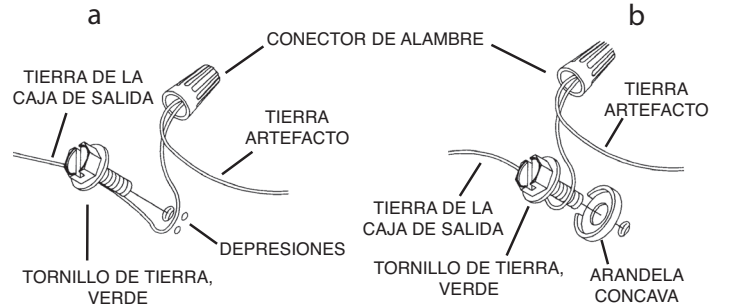 a
b
CONECTOR DE ALAMBRE
TIERRA DE LA
CAJA DE SALIDA
TIERRA
ARTEFACTO
TIERRA
ARTEFACTO
TIERRA DE LA
CAJA DE SALIDA
DEPRESIONES
TORNILLO DE TIERRA,
VERDE
TORNILLO DE TIERRA,
VERDE
ARANDELA
CONCAVA